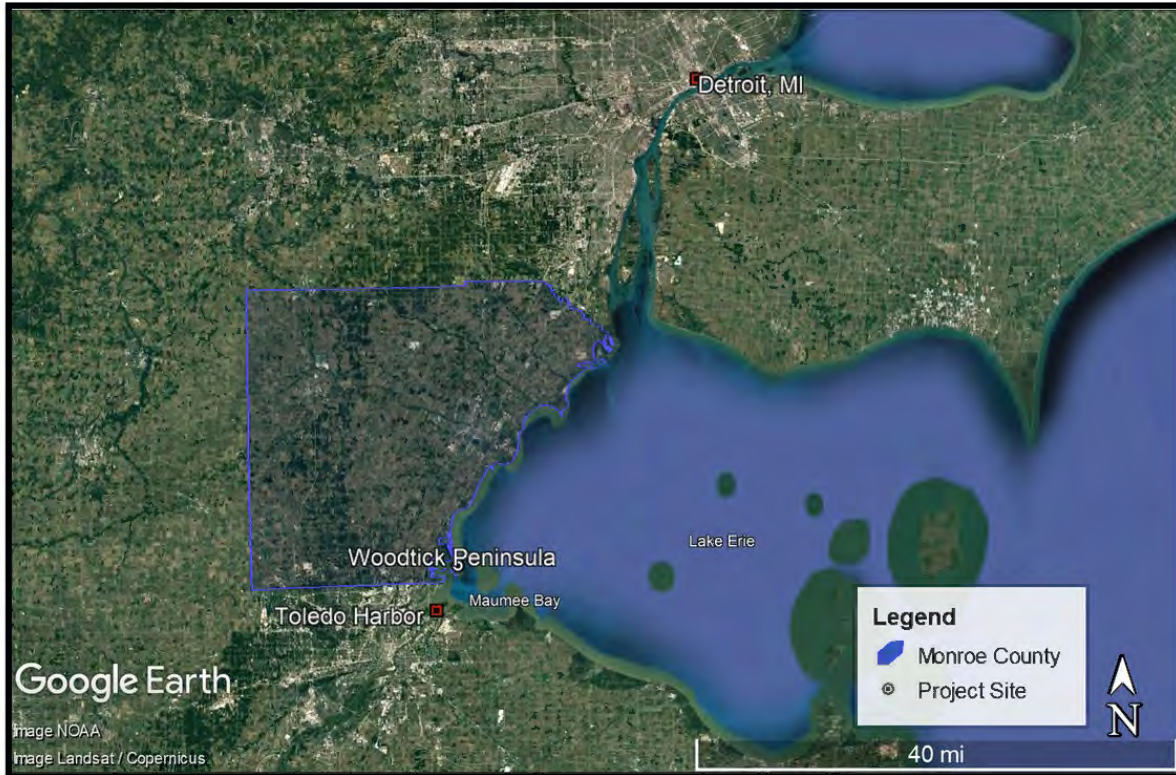 Detroit, MI
Woodtick Peninsula
Lake Erie
Maumee Bay
Toledo Harbor
Legend
Monroe County
Project Site
Google Earth
N
Image NOAA
Image Landsat / Copernicus
40 mi